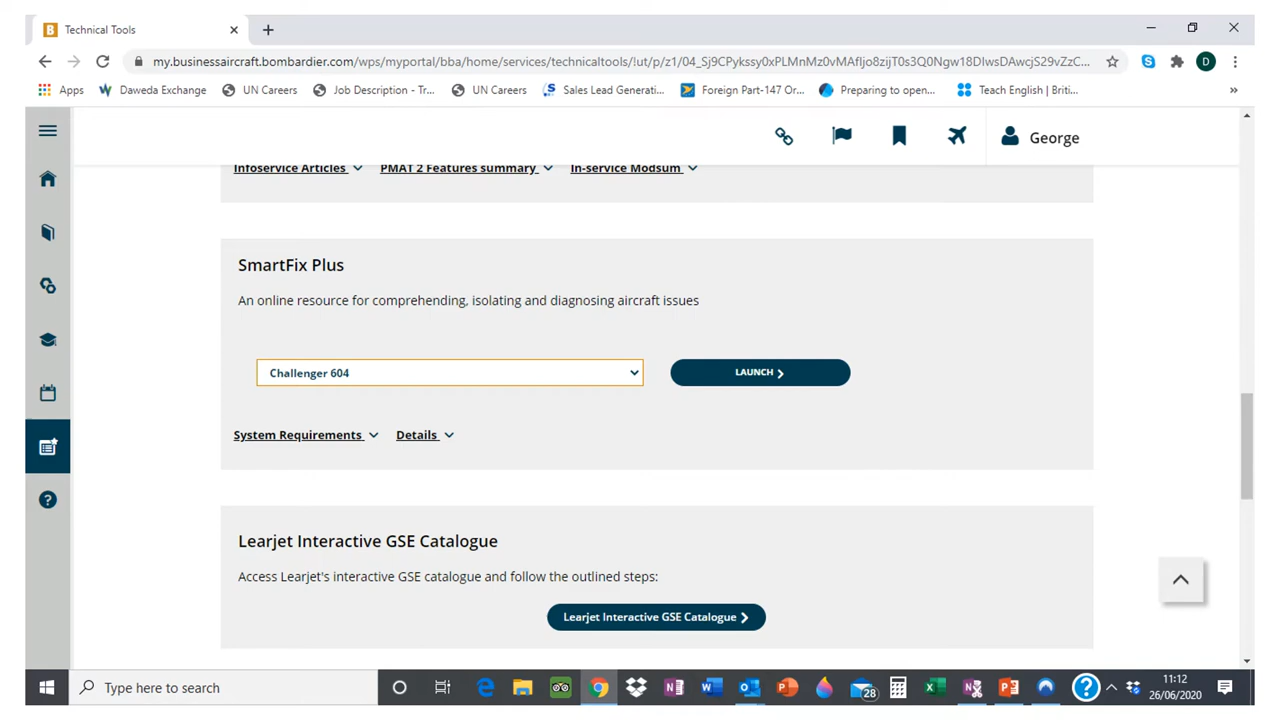 Technical Tools
my.businessaircraft.bombardier.com/wps/myportal/bba/home/services/technicaltools/!ut/p/z1/04_Sj9CPykssy0xPLMnMz0vMAfIjo8zijT0s3Q0Ngw18DIwsDAwcjS29vZzC...
D
Apps Daweda Exchange UN Careers Job Description - Tr... UN Careers Sales Lead Generati... Foreign Part-147 Or... Preparing to open... Teach English | Briti... »
George
Infoservice Articles PMAT 2 Features summary In-service Modsum
SmartFix Plus
An online resource for comprehending, isolating and diagnosing aircraft issues
Challenger 604 LAUNCH
System Requirements Details
Learjet Interactive GSE Catalogue
Access Learjet's interactive GSE catalogue and follow the outlined steps:
Learjet Interactive GSE Catalogue
Type here to search 28 11:12
26/06/2020